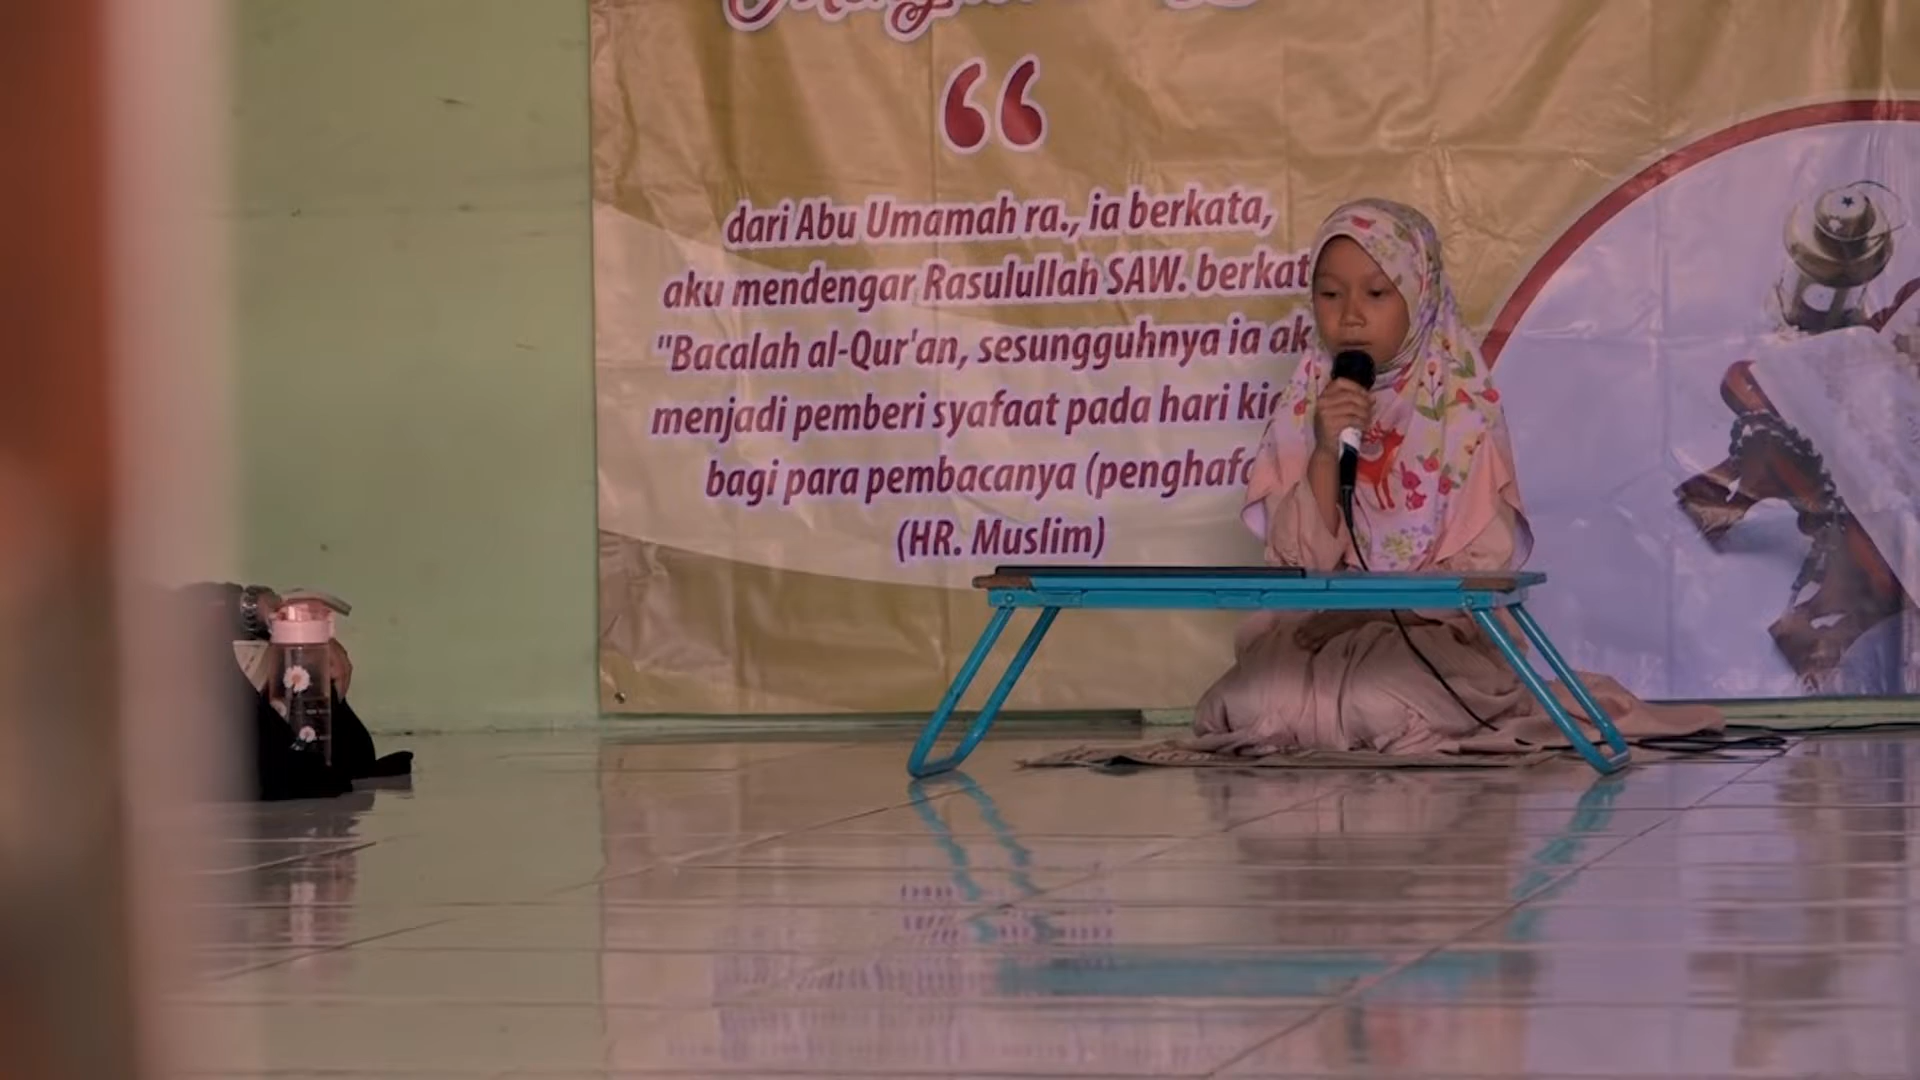 “
dari Abu Umamah ra., ia berkata,
aku mendengar Rasulullah SAW. berkat
"Bacalah al-Qur'an, sesungguhnya ia ak
menjadi pemberi syafaat pada hari ki
bagi para pembacanya (penghafa
(HR. Muslim)